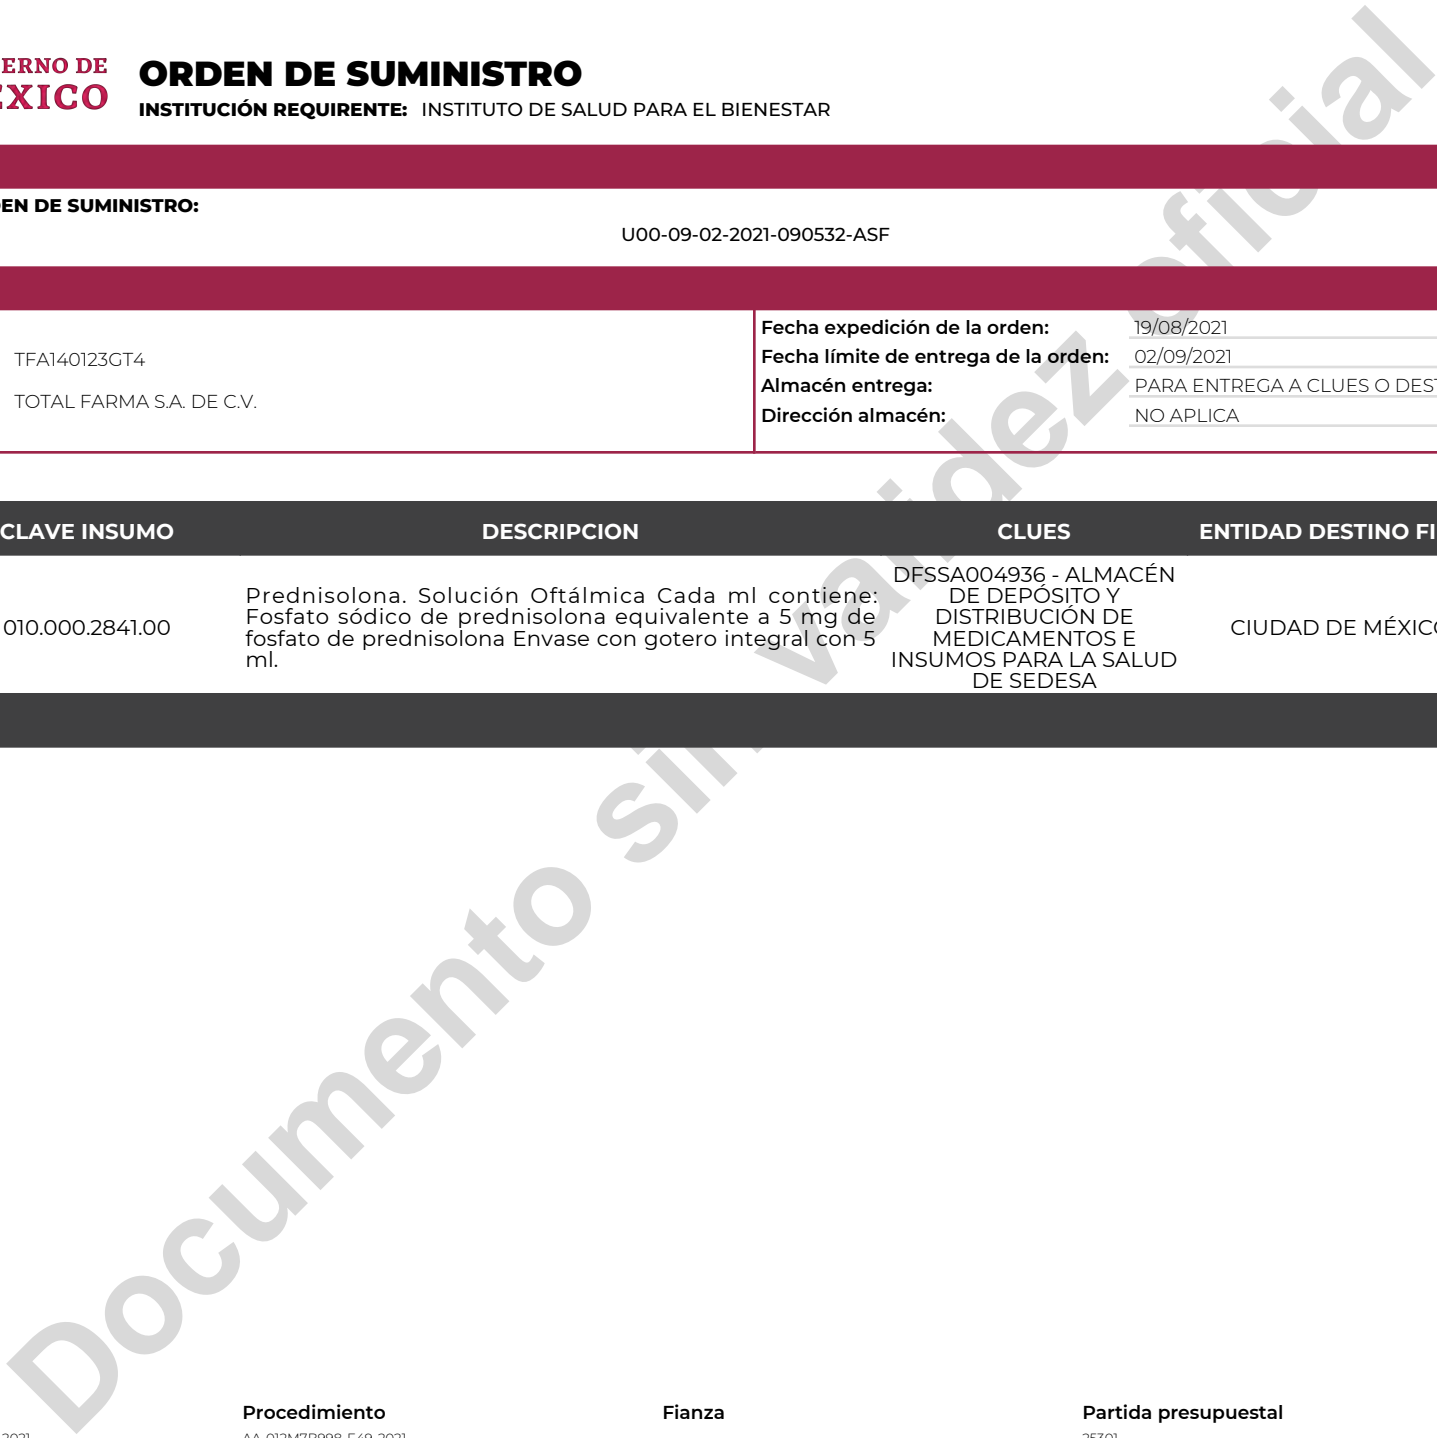 ERNO DE
EXICO
ORDEN DE SUMINISTRO
INSTITUCIÓN REQUIRENTE: INSTITUTO DE SALUD PARA EL BIENESTAR
EN DE SUMINISTRO:
U00-09-02-2021-090532-ASF
TFA140123GT4
TOTAL FARMA S.A. DE C.V.
Fecha expedición de la orden: 19/08/2021
Fecha límite de entrega de la orden: 02/09/2021
Almacén entrega: PARA ENTREGA A CLUES O DEST
Dirección almacén: NO APLICA
CLAVE INSUMO DESCRIPCION CLUES ENTIDAD DESTINO FI
010.000.2841.00
Prednisolona. Solución Oftálmica Cada ml contiene:
Fosfato sódico de prednisolona equivalente a 5 mg de
fosfato de prednisolona Envase con gotero integral con 5
ml.
DFSSA004936 - ALMACÉN
DE DEPÓSITO Y
DISTRIBUCIÓN DE
MEDICAMENTOS E
INSUMOS PARA LA SALUD
DE SEDESA
CIUDAD DE MÉXICO
Documento sin validez oficial
Procedimiento Fianza Partida presupuestal